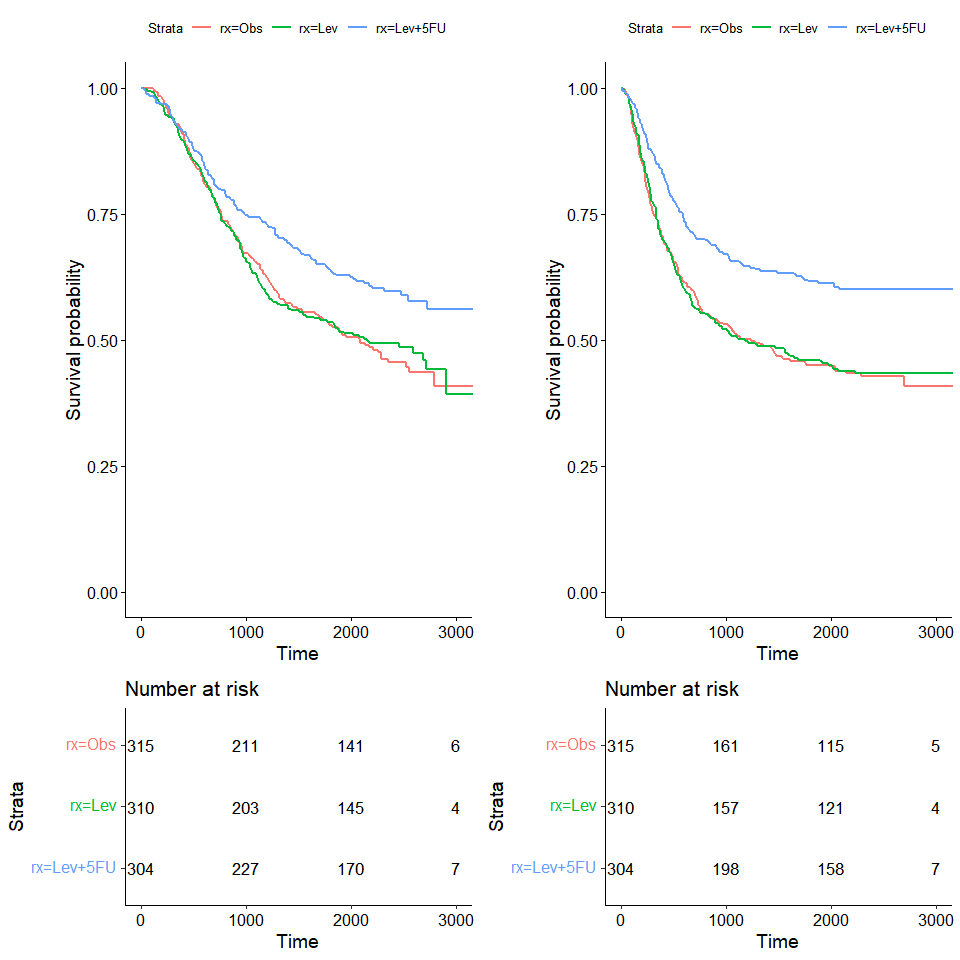 Strata rx=Obs rx=Lev rx=Lev+5FU
Survival probability
1.00
0.75
0.50
0.25
0.00
0 1000 2000 3000
Time
Number at risk
Strata
rx=Obs 315 211 141 6
rx=Lev 310 203 145 4
rx=Lev+5FU 304 227 170 7
0 1000 2000 3000
Time
Strata rx=Obs rx=Lev rx=Lev+5FU
Survival probability
1.00
0.75
0.50
0.25
0.00
0 1000 2000 3000
Time
Number at risk
Strata
rx=Obs 315 161 115 5
rx=Lev 310 157 121 4
rx=Lev+5FU 304 198 158 7
0 1000 2000 3000
Time